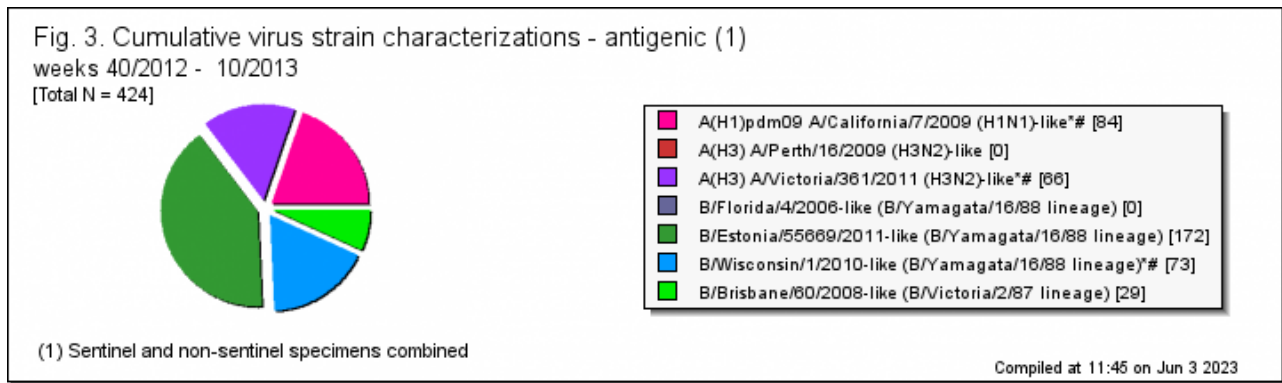 Fig. 3. Cumulative virus strain characterizations - antigenic (1)
weeks 40/2012 - 10/2013
[Total N = 424]
A(H1)pdm09 A/California/7/2009 (H1N1)-like*# [84]
A(H3) A/Perth/16/2009 (H3N2)-like [0]
A(H3) A/Victoria/361/2011 (H3N2)-like*# [66]
B/Florida/4/2006-like (B/Yamagata/16/88 lineage) [0]
B/Estonia/55669/2011-like (B/Yamagata/16/88 lineage) [172]
B/Wisconsin/1/2010-like (B/Yamagata/16/88 lineage)*# [73]
B/Brisbane/60/2008-like (B/Victoria/2/87 lineage) [29]
(1) Sentinel and non-sentinel specimens combined
Compiled at 11:45 on Jun 3 2023